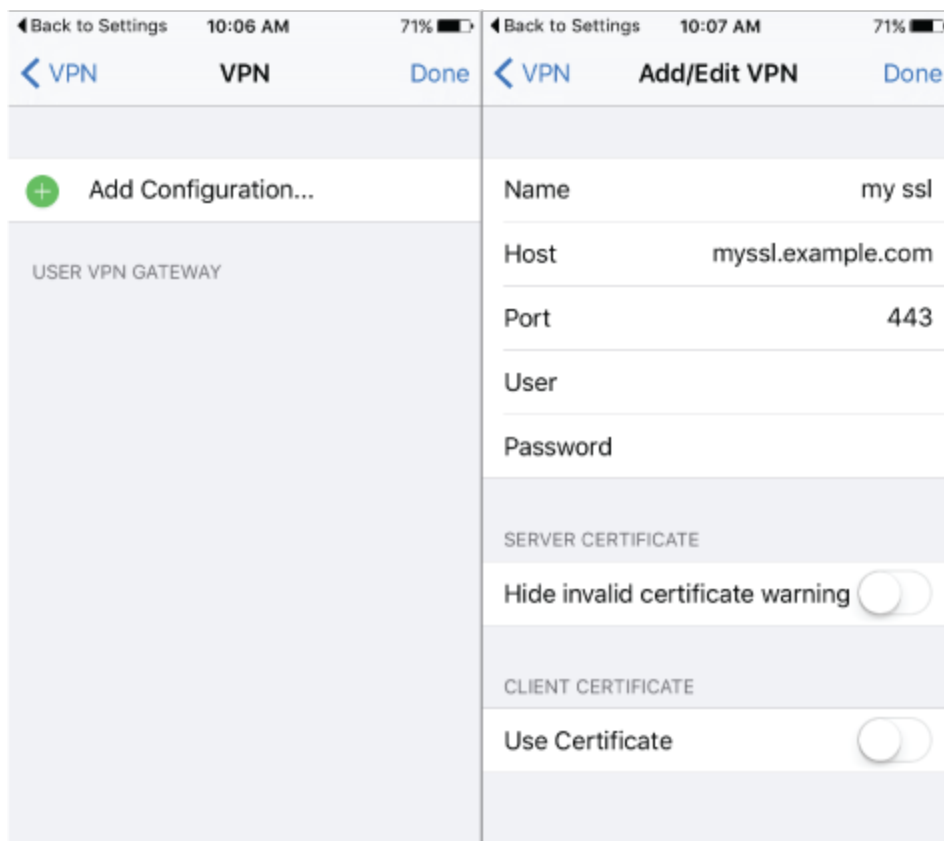 Back to Settings 10:06 AM 71%
VPN VPN Done
Add Configuration...
USER VPN GATEWAY
Back to Settings 10:07 AM 71%
VPN Add/Edit VPN Done
Name my ssl
Host myssl.example.com
Port 443
User
Password
SERVER CERTIFICATE
Hide invalid certificate warning
CLIENT CERTIFICATE
Use Certificate